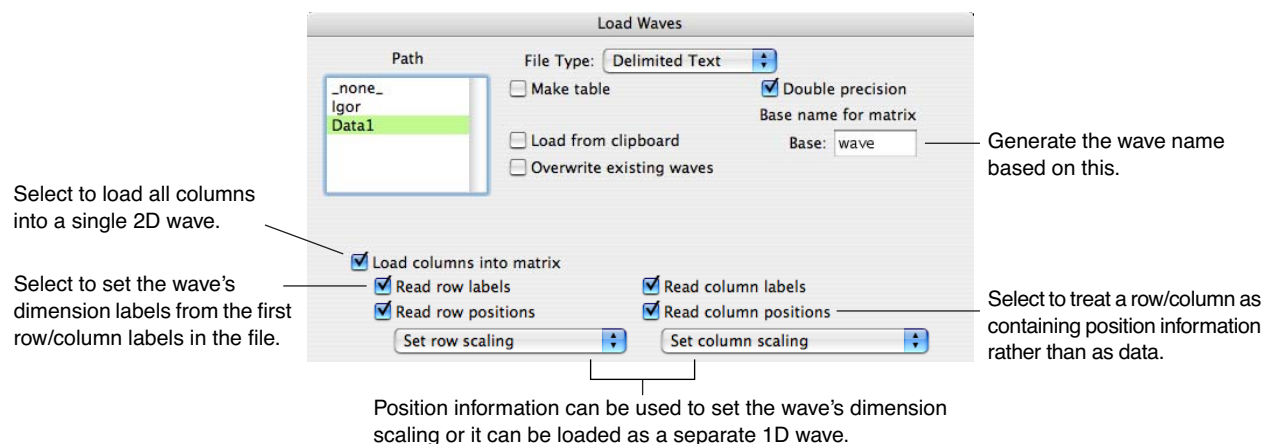 Load Waves
Path
File Type: Delimited Text
_none_
Igor
Data1
Make table
Double precision
Base name for matrix
Load from clipboard
Base: wave
Overwrite existing waves
Generate the wave name
based on this.
Select to load all columns
into a single 2D wave.
Load columns into matrix
Select to set the wave's
dimension labels from the first
row/column labels in the file.
Read row labels
Read column labels
Read row positions
Read column positions
Set row scaling
Set column scaling
Select to treat a row/column as
containing position information
rather than as data.
Position information can be used to set the wave's dimension
scaling or it can be loaded as a separate 1D wave.